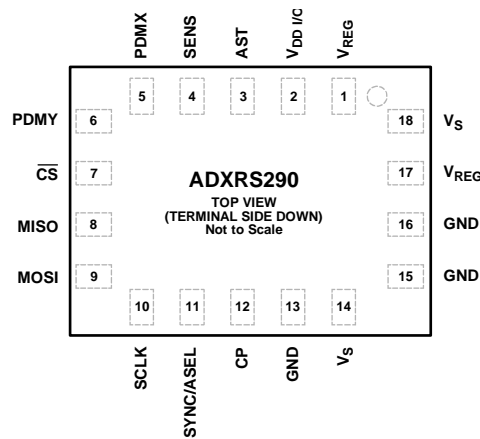 PDMX
SENS
AST
VDD I/O
VREG
5
4
3
2
1
PDMY
6
18
VS
CS
7
ADXRS290
17
VREG
TOP VIEW
(TERMINAL SIDE DOWN)
Not to Scale
MISO
8
16
GND
MOSI
9
15
GND
10
11
12
13
14
SCLK
SYNC/ASEL
CP
GND
VS